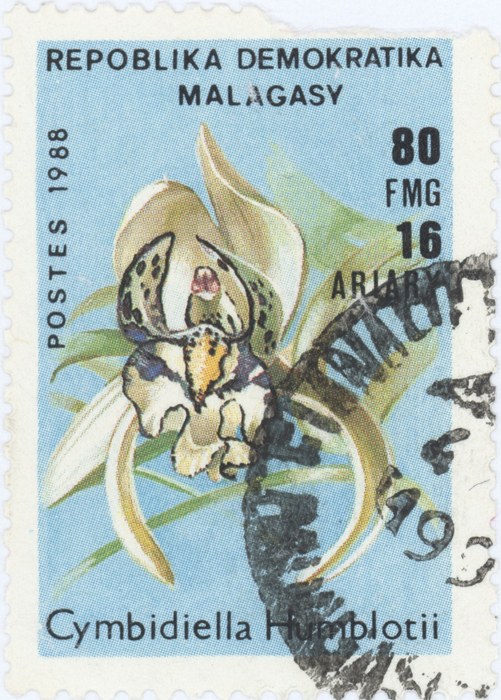 REPOBLIKA DEMOKRATIKA
MALAGASY
POSTES 1988
80
FMG
16
ARIARY
Cymbidiella Humblotii